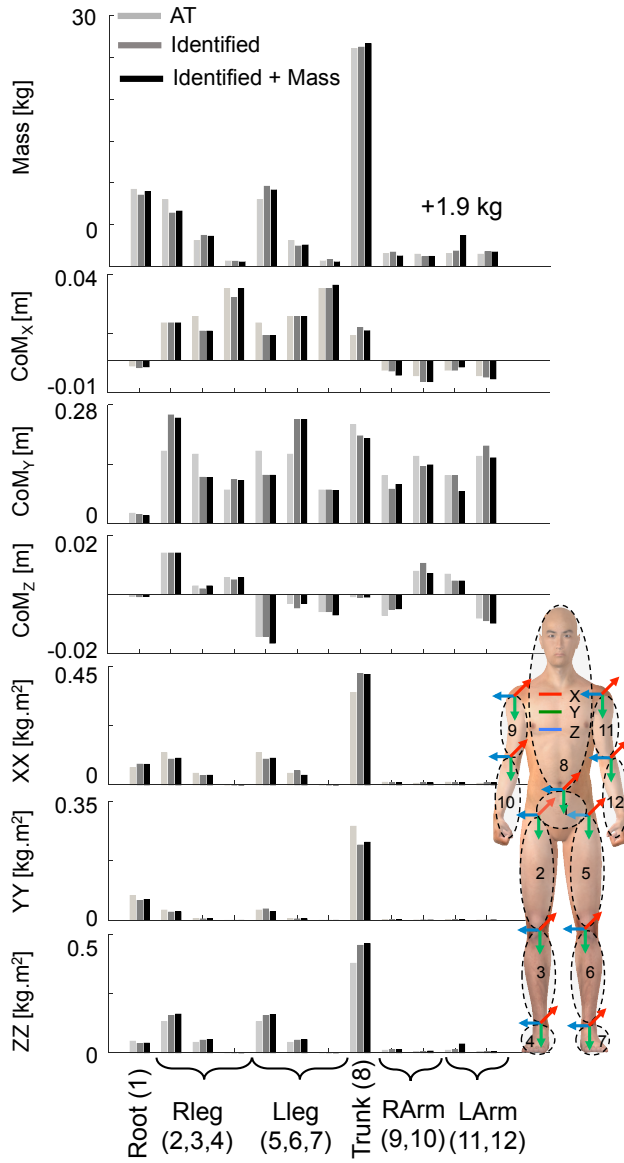 30
AT
Identified
Identified + Mass
Mass [kg]
+1.9 kg
0
0.04
CoMX [m]
-0.01
0.28
CoMY [m]
0
0.02
CoMZ [m]
-0.02
0.45
XX [kg.m²]
0
0.35
YY [kg.m²]
0
0.5
ZZ [kg.m²]
0
X
Y
Z
9
11
8
10
12
2
5
3
6
4
7
Root (1)
Rleg
(2,3,4)
Lleg
(5,6,7)
Trunk (8)
RArm
(9,10)
LArm
(11,12)